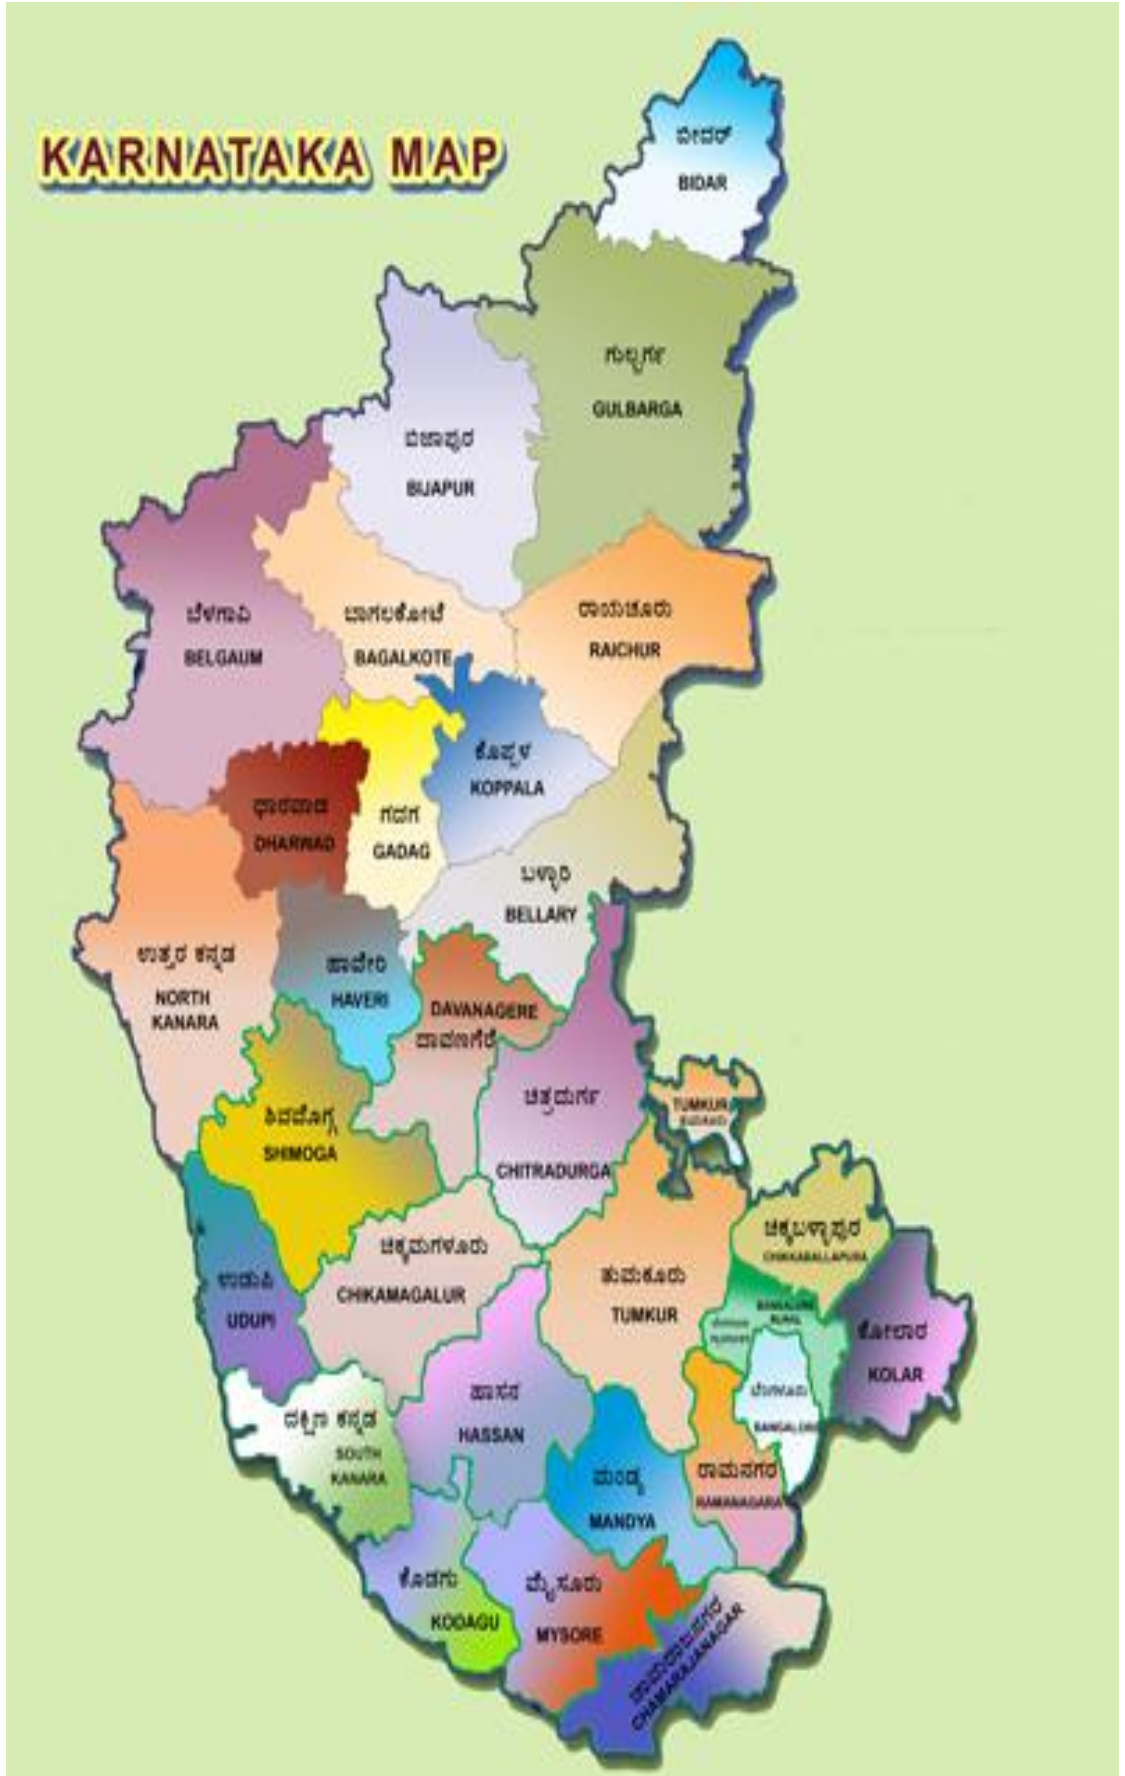 KARNATAKA MAP
ಬೀದರ್
BIDAR
ಗುಲ್ಬರ್ಗ
GULBARGA
ಬಿಜಾಪುರ
BIJAPUR
ಬೆಳಗಾವಿ
BELGAUM
ಬಾಗಲಕೋಟೆ
BAGALKOTE
ರಾಯಚೂರು
RAICHUR
ಕೊಪ್ಪಳ
KOPPALA
ಧಾರವಾಡ
DHARWAD
ಗದಗ
GADAG
ಬಳ್ಳಾರಿ
BELLARY
ಉತ್ತರ ಕನ್ನಡ
NORTH
KANARA
ಹಾವೇರಿ
HAVERI
DAVANAGERE
ದಾವಣಗೆರೆ
ಚಿತ್ರದುರ್ಗ
CHITRADURGA
TUMKUR
ಶಿವಮೊಗ್ಗ
SHIMOGA
ಚಿಕ್ಕಮಗಳೂರು
CHIKAMAGALUR
ಉಡುಪಿ
UDUPI
ತುಮಕೂರು
TUMKUR
ಚಿಕ್ಕಬಳ್ಳಾಪುರ
CHIKKABALLAPURA
BANGALORE
RURAL
ಕೋಲಾರ
KOLAR
ಬೆಂಗಳೂರು
BANGALORE
ಹಾಸನ
HASSAN
ದಕ್ಷಿಣ ಕನ್ನಡ
SOUTH
KANARA
ಮಂಡ್ಯ
MANDYA
ರಾಮನಗರ
RAMANAGARA
ಕೊಡಗು
KODAGU
ಮೈಸೂರು
MYSORE
ಚಾಮರಾಜನಗರ
CHAMARAJANAGAR